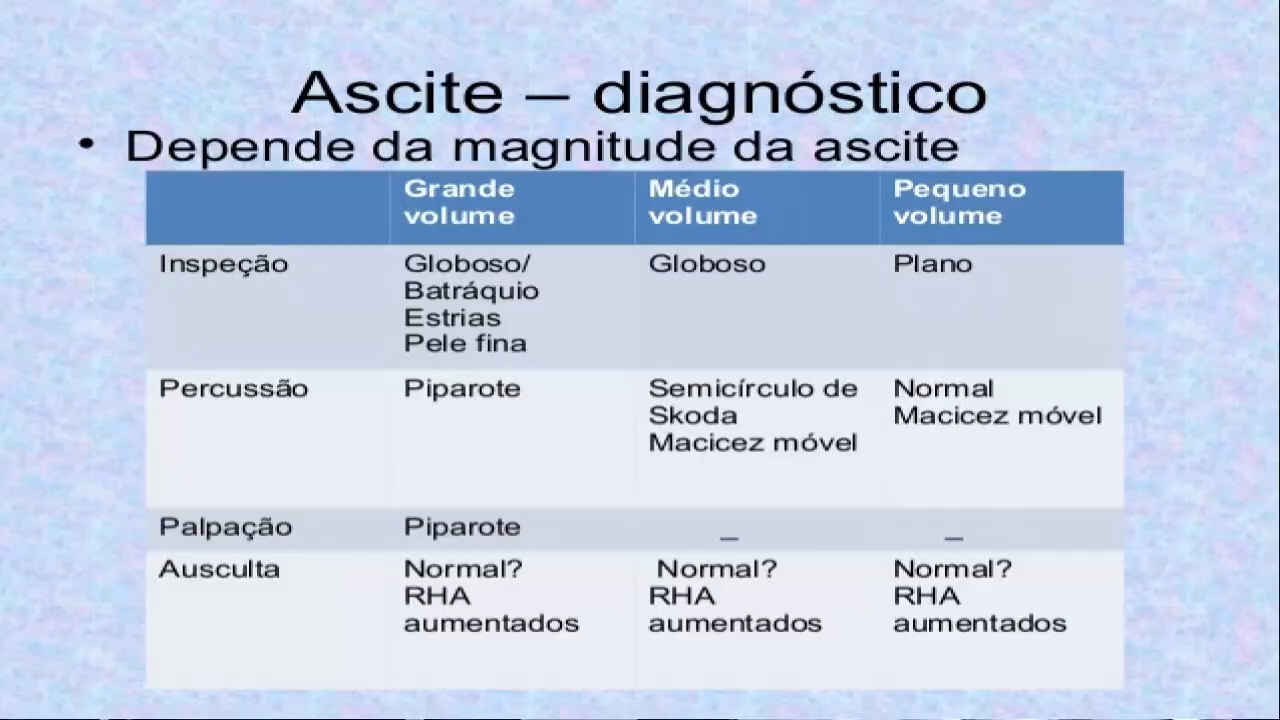 Ascite – diagnóstico
• Depende da magnitude da ascite
Grande volume
Médio volume
Pequeno volume
Inspeção
Globoso/
Batráquio
Estrias
Pele fina
Globoso
Plano
Percussão
Piparote
Semicírculo de
Skoda
Macicez móvel
Normal
Macicez móvel
Palpação
Piparote
_
_
Ausculta
Normal?
RHA
aumentados
Normal?
RHA
aumentados
Normal?
RHA
aumentados